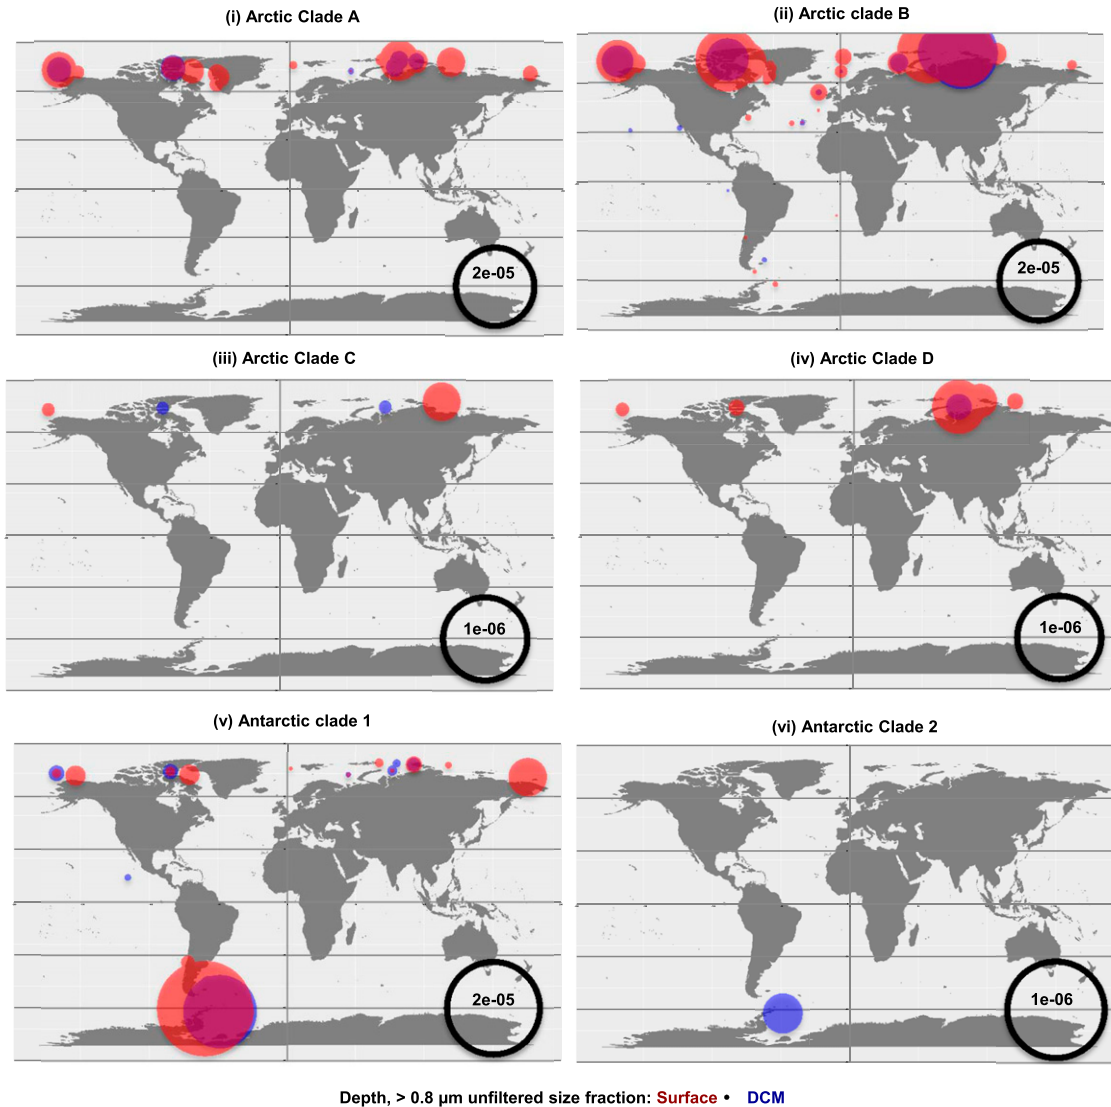 (i) Arctic Clade A
(ii) Arctic clade B
2e-05
2e-05
(iii) Arctic Clade C
(iv) Arctic Clade D
1e-06
1e-06
(v) Antarctic clade 1
(vi) Antarctic Clade 2
2e-05
1e-06
Depth, > 0.8 µm unfiltered size fraction: Surface • DCM